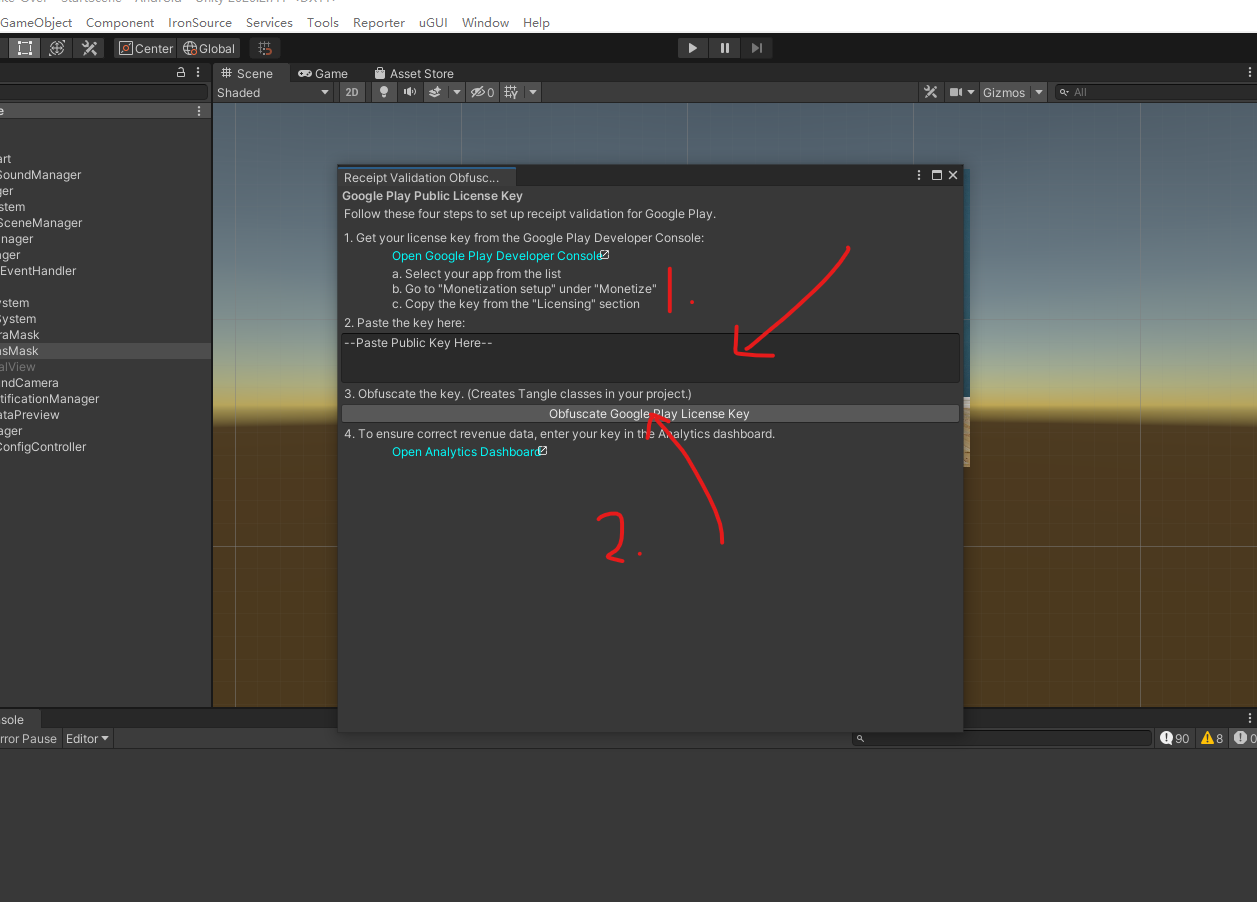 GameObject Component IronSource Services Tools Reporter uGUI Window Help
Center Global
Scene Game Asset Store
Shaded 2D 0 Gizmos All
e
art
SoundManager
ger
stem
SceneManager
anager
ager
EventHandler
ystem
System
raMask
asMask
alView
ndCamera
tificationManager
ataPreview
ager
ConfigController
Receipt Validation Obfusc...
Google Play Public License Key
Follow these four steps to set up receipt validation for Google Play.
1. Get your license key from the Google Play Developer Console:
Open Google Play Developer Console
a. Select your app from the list
b. Go to "Monetization setup" under "Monetize"
c. Copy the key from the "Licensing" section
1.
2. Paste the key here:
--Paste Public Key Here--
3. Obfuscate the key. (Creates Tangle classes in your project.)
Obfuscate Google Play License Key
4. To ensure correct revenue data, enter your key in the Analytics dashboard.
Open Analytics Dashboard
2.
nsole
rror Pause Editor 90 8 0